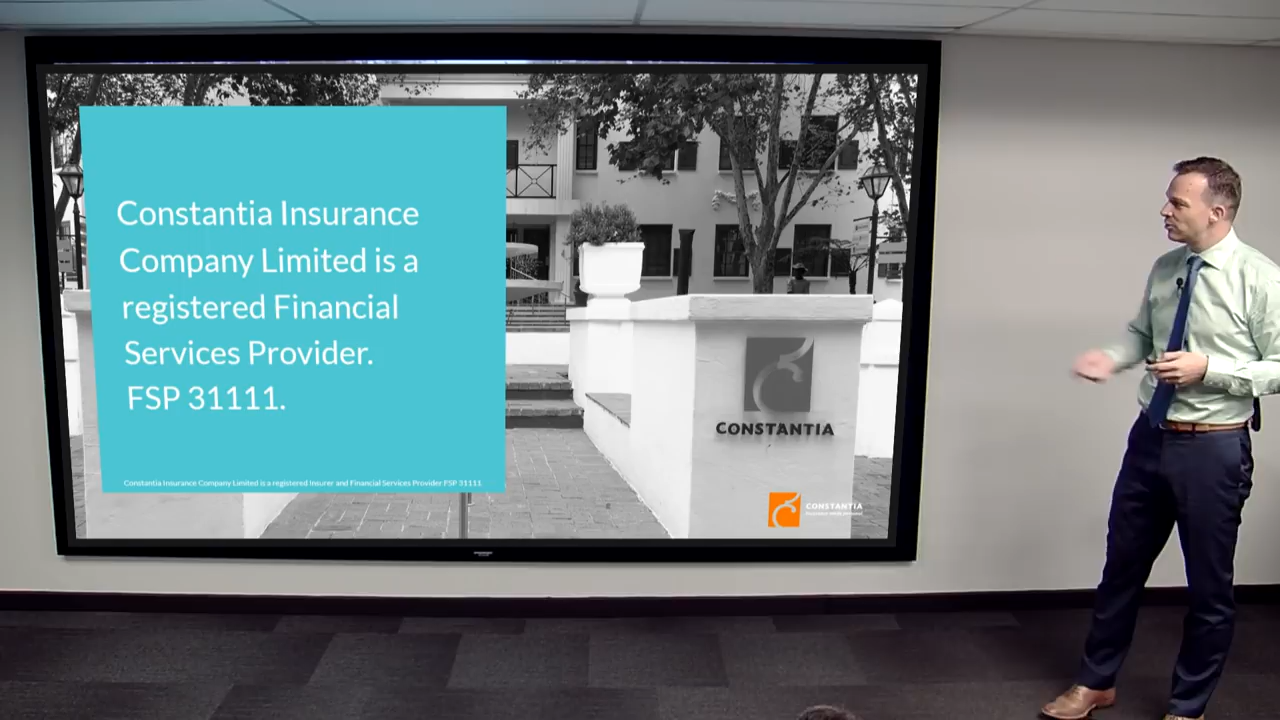 Constantia Insurance
Company Limited is a
registered Financial
Services Provider.
FSP 31111.
Constantia Insurance Company Limited is a registered Insurer and Financial Services Provider FSP 31111
CONSTANTIA
CONSTANTIA